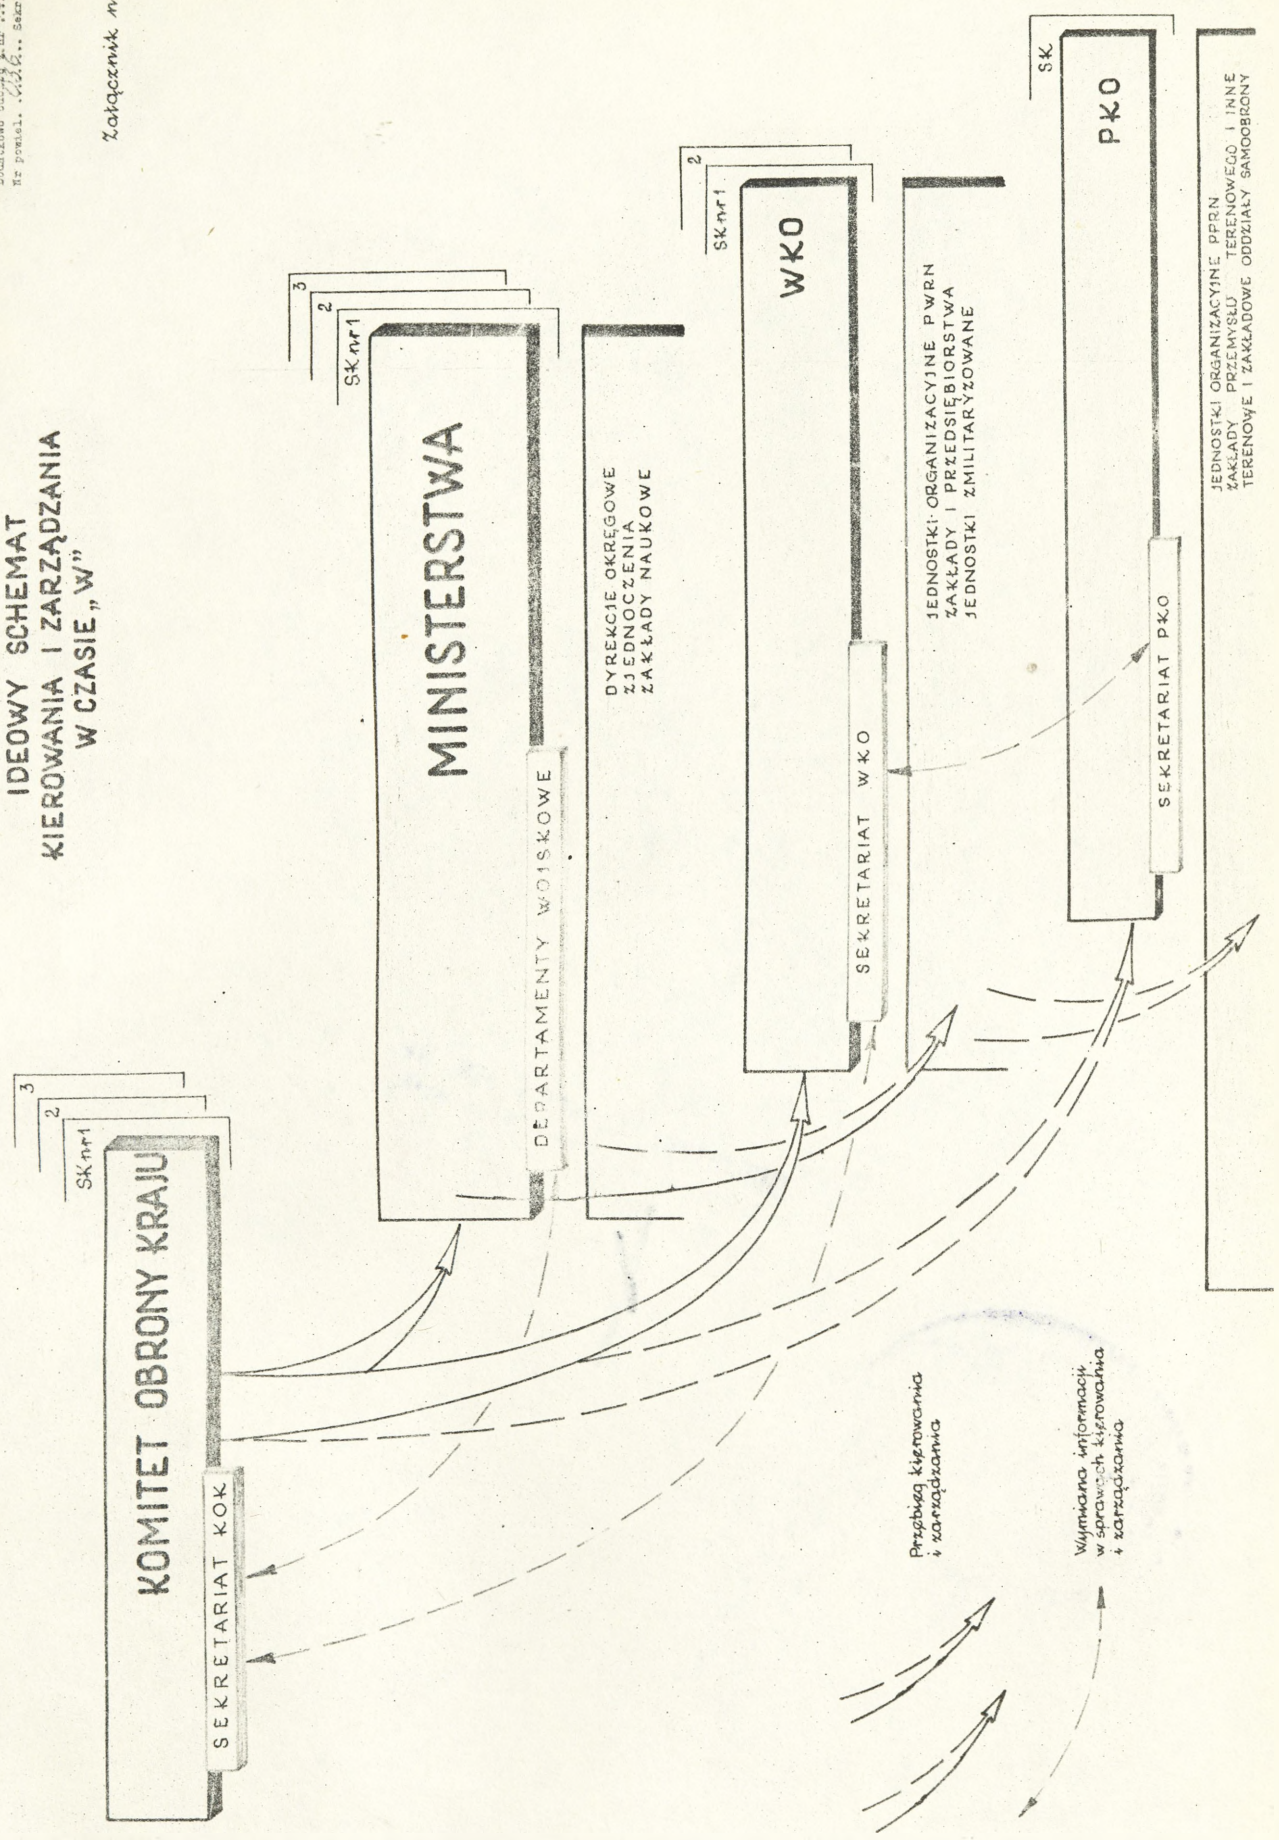 Nr powiel.
Załącznik
IDEOWY SCHEMAT
KIEROWANIA I ZARZĄDZANIA
W CZASIE „W”
3
2
SK nr 1
KOMITET OBRONY KRAJU
SEKRETARIAT KOK
3
2
SK nr 1
MINISTERSTWA
DEPARTAMENTY WOJSKOWE
DYREKCJE OKRĘGOWE
ZJEDNOCZENIA
ZAKŁADY NAUKOWE
2
SK nr 1
WKO
SEKRETARIAT WKO
JEDNOSTKI ORGANIZACYJNE PWRN
ZAKŁADY I PRZEDSIĘBIORSTWA
JEDNOSTKI ZMILITARYZOWANE
SK
PKO
SEKRETARIAT PKO
JEDNOSTKI ORGANIZACYJNE PPRN
ZAKŁADY PRZEMYSŁU TERENOWEGO I INNE
TERENOWE I ZAKŁADOWE ODDZIAŁY SAMOOBRONY
Przebieg kierowania
i zarządzania
Wymiana informacji
w sprawach kierowania
i zarządzania